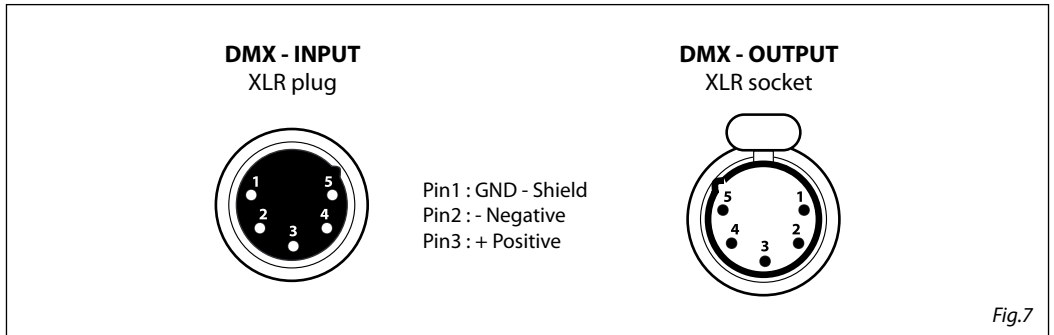 DMX - INPUT
XLR plug
1
5
2
4
3
Pin1 : GND - Shield
Pin2 : - Negative
Pin3 : + Positive
DMX - OUTPUT
XLR socket
5
1
4
2
3
Fig.7